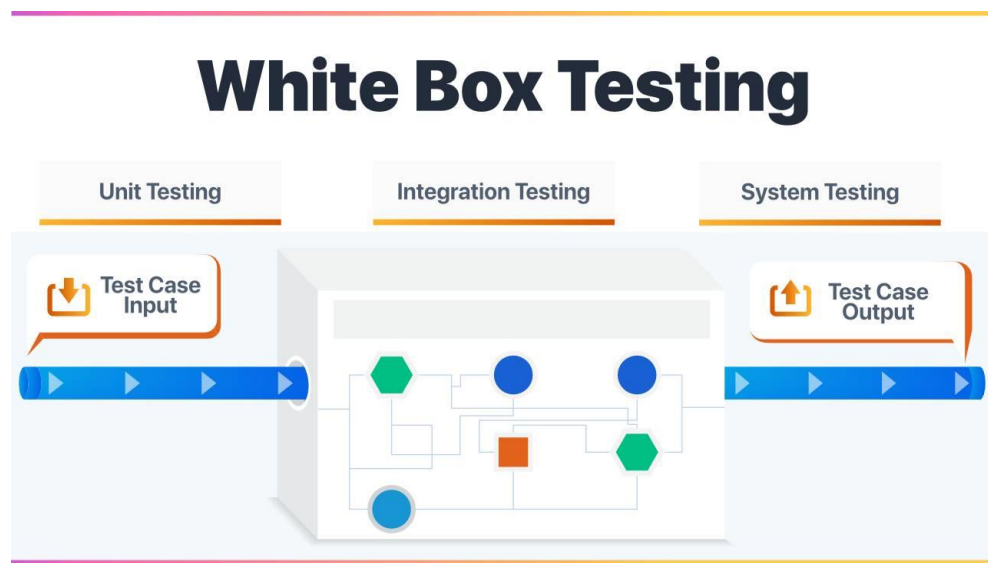 White Box Testing
Unit Testing
Integration Testing
System Testing
Test Case
Input
Test Case
Output